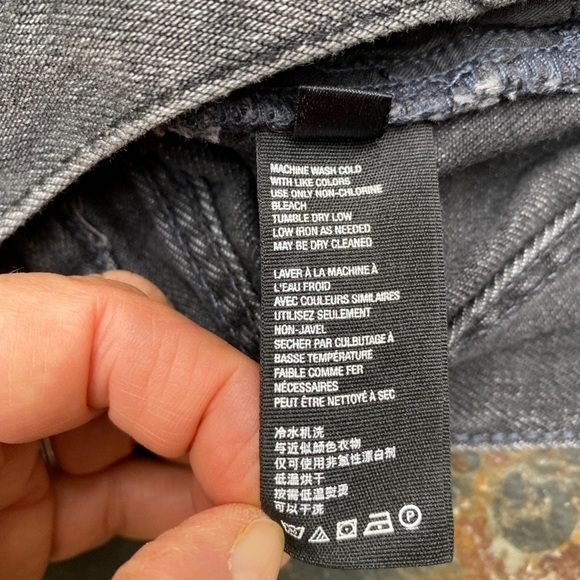 MACHINE WASH COLD
WITH LIKE COLORS
USE ONLY NON-CHLORINE
BLEACH
TUMBLE DRY LOW
LOW IRON AS NEEDED
MAY BE DRY CLEANED
LAVER À LA MACHINE À
L'EAU FROID
AVEC COULEURS SIMILAIRES
UTILISEZ SEULEMENT
NON-JAVEL
SECHER PAR CULBUTAGE À
BASSE TEMPÉRATURE
FAIBLE COMME FER
NÉCESSAIRES
PEUT ÊTRE NETTOYÉ À SEC
冷水机洗
与近似颜色衣物
仅可使用非氯性漂白剂
低温烘干
按需低温熨烫
可以干洗
P